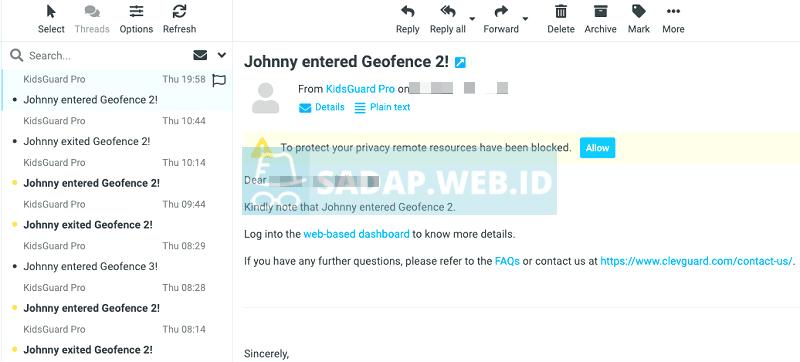 Select
Threads
Options
Refresh
Reply
Reply all
Forward
Delete
Archive
Mark
More
Search...
KidsGuard Pro Thu 19:58
Johnny entered Geofence 2!
KidsGuard Pro Thu 10:44
Johnny exited Geofence 2!
KidsGuard Pro Thu 10:14
Johnny entered Geofence 2!
KidsGuard Pro Thu 09:44
Johnny exited Geofence 2!
KidsGuard Pro Thu 08:29
Johnny entered Geofence 3!
KidsGuard Pro Thu 08:28
Johnny entered Geofence 2!
KidsGuard Pro Thu 08:14
Johnny exited Geofence 2!
Johnny entered Geofence 2!
From KidsGuard Pro on
Details Plain text
To protect your privacy remote resources have been blocked. Allow
Dear
SADAP.WEB.ID
Kindly note that Johnny entered Geofence 2.
Log into the web-based dashboard to know more details.
If you have any further questions, please refer to the FAQs or contact us at https://www.clevguard.com/contact-us/.
Sincerely,